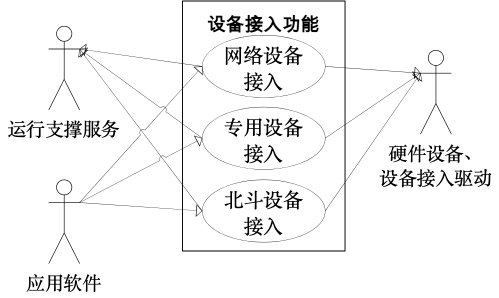 设备接入功能
网络设备
接入
运行支撑服务
专用设备
接入
硬件设备、
设备接入驱动
北斗设备
接入
应用软件